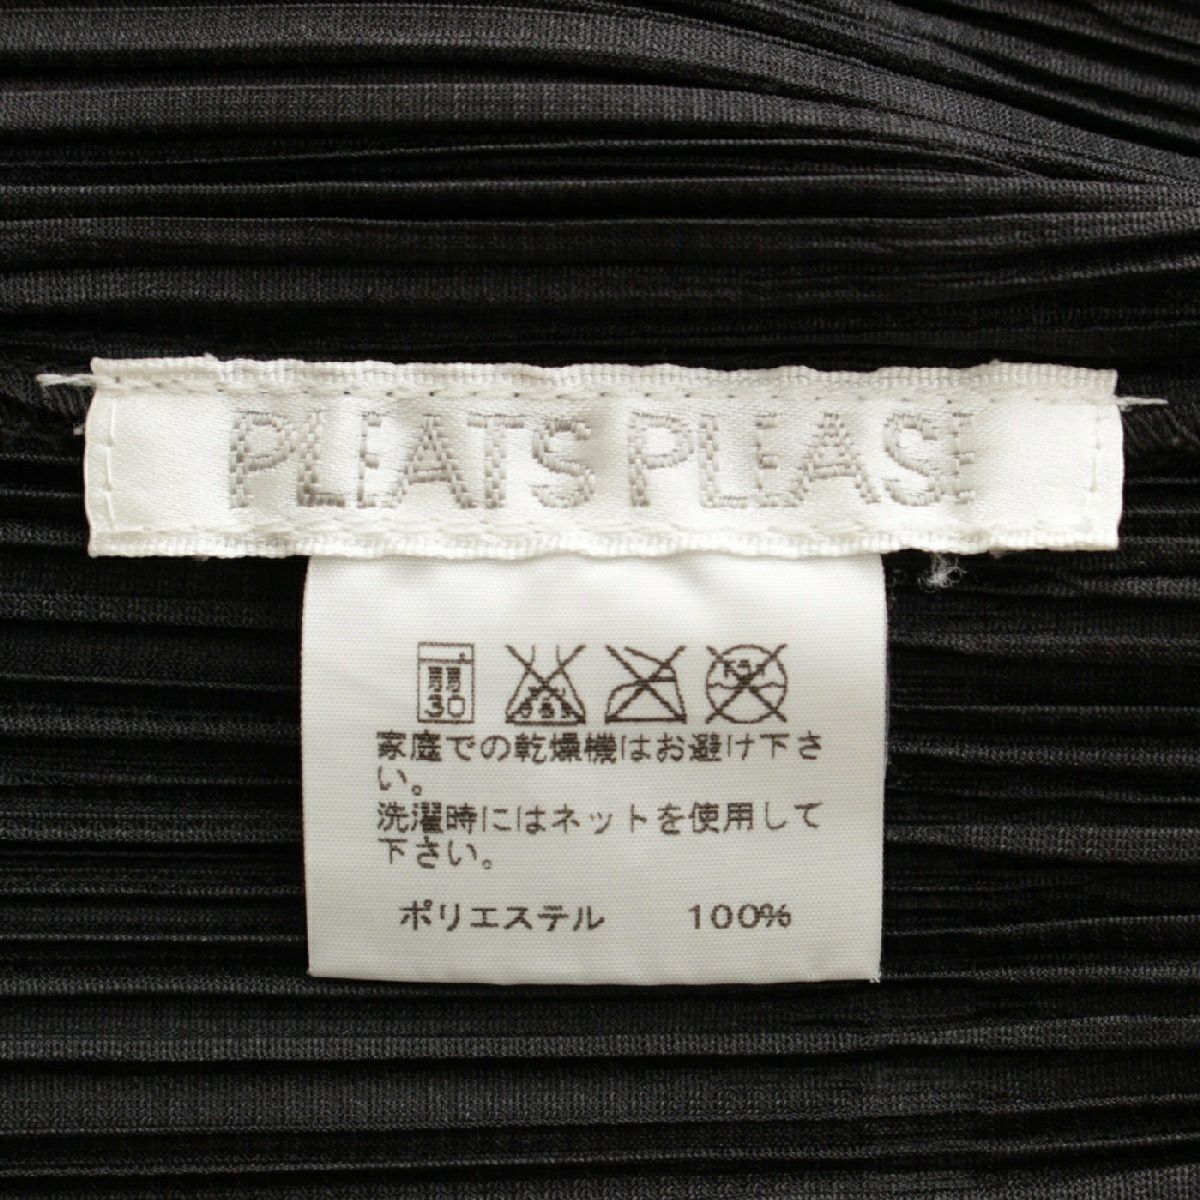 PLEATS PLEASE
弱
30
家庭での乾燥機はお避け下さ
い。
洗濯時にはネットを使用して
下さい。
ポリエステル 100%